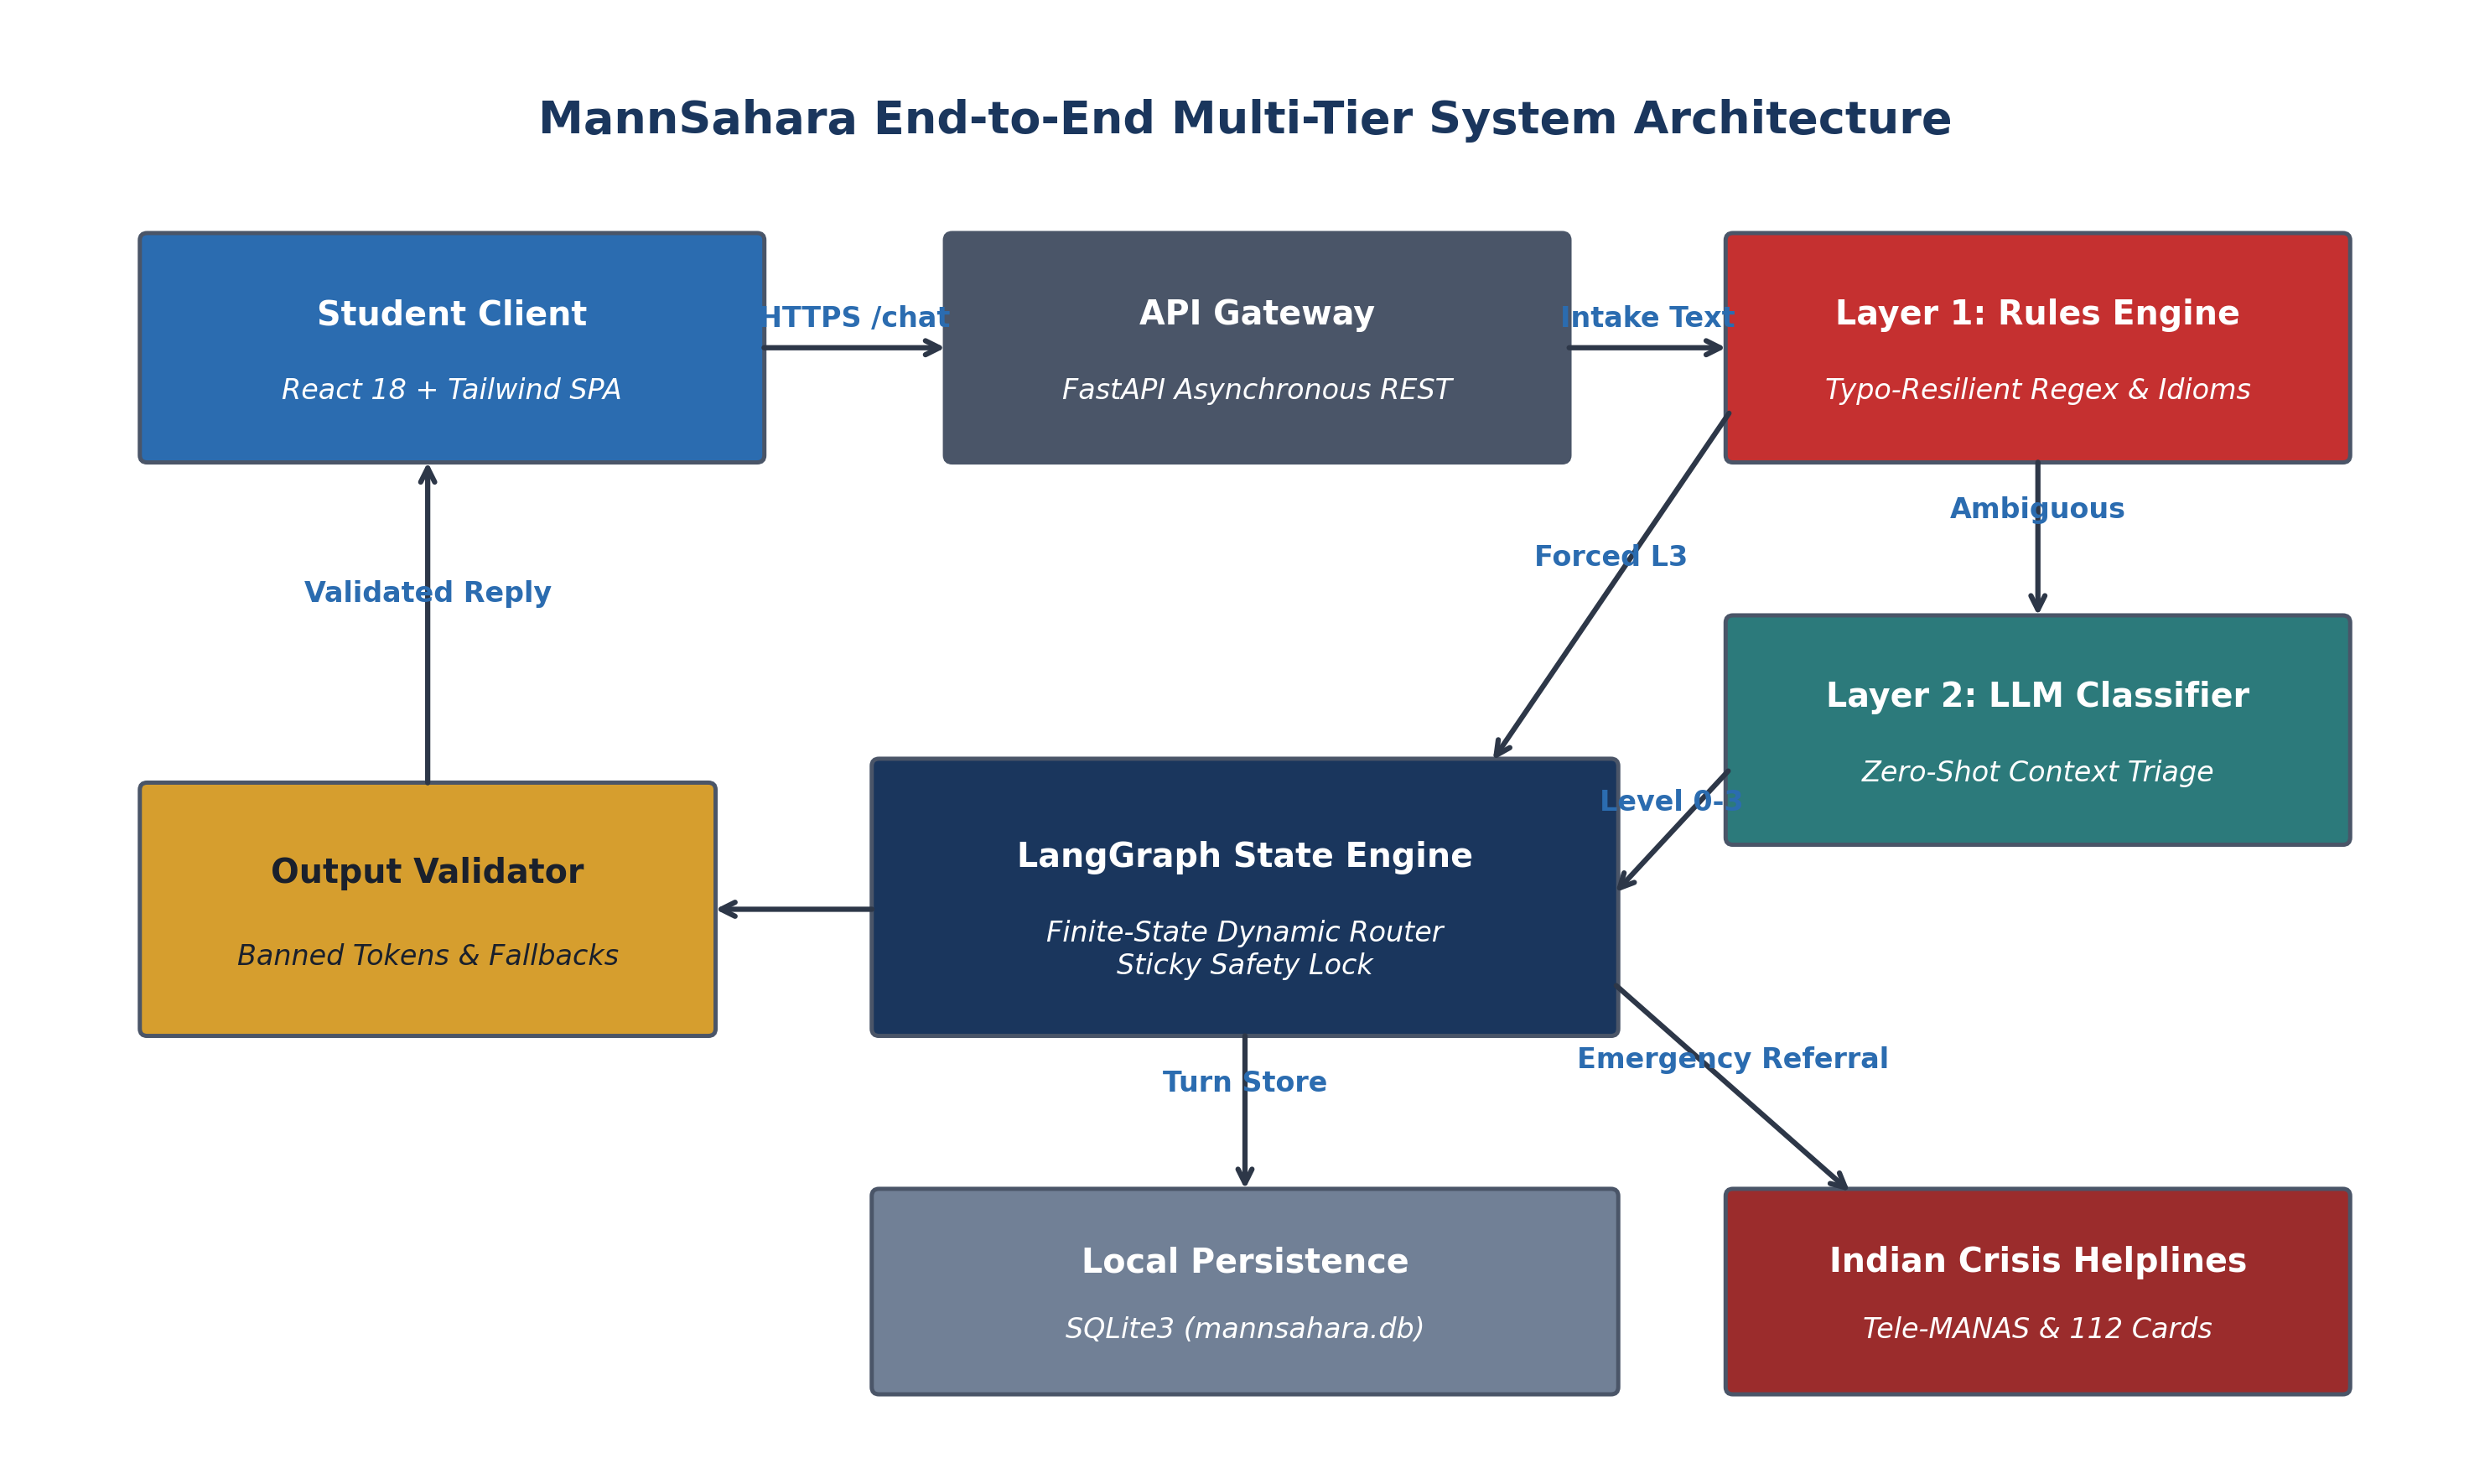 MannSahara End-to-End Multi-Tier System Architecture
Student Client
React 18 + Tailwind SPA
HTTPS /chat
API Gateway
FastAPI Asynchronous REST
Intake Text
Layer 1: Rules Engine
Typo-Resilient Regex & Idioms
Ambiguous
Forced L3
Validated Reply
Layer 2: LLM Classifier
Zero-Shot Context Triage
Level 0-3
LangGraph State Engine
Finite-State Dynamic Router
Sticky Safety Lock
Output Validator
Banned Tokens & Fallbacks
Emergency Referral
Turn Store
Local Persistence
SQLite3 (mannsahara.db)
Indian Crisis Helplines
Tele-MANAS & 112 Cards